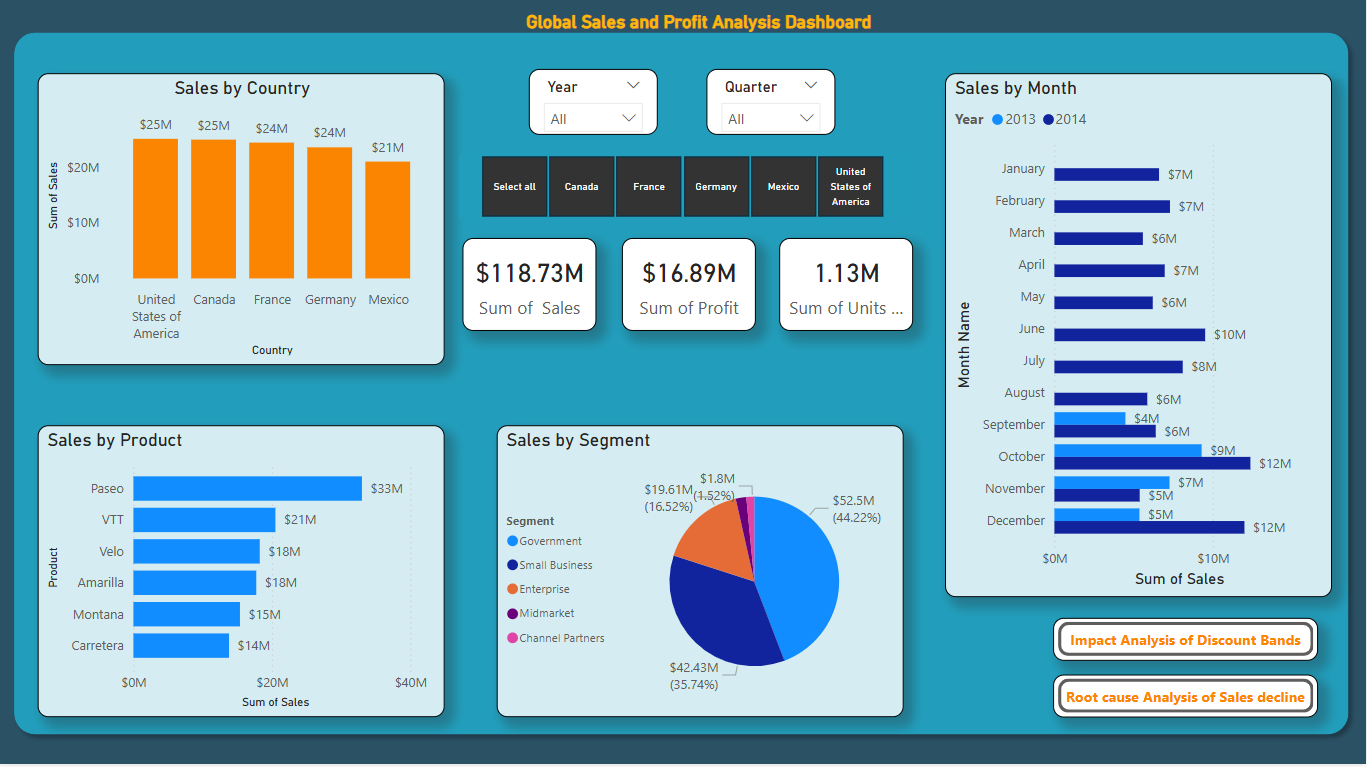 Global Sales and Profit Analysis Dashboard
Sales by Country
$25M
$25M
$24M
$24M
$21M
Sum of Sales
$20M
$10M
$0M
United
States of
America
Canada
France
Germany
Mexico
Country
Year
All
Quarter
All
Select all
Canada
France
Germany
Mexico
United
States of
America
$118.73M
Sum of Sales
$16.89M
Sum of Profit
1.13M
Sum of Units ...
Sales by Month
Year 2013 2014
Month Name
January $7M
February $7M
March $6M
April $7M
May $6M
June $10M
July $8M
August $6M
September $4M
$6M
October $9M
$12M
November $7M
$5M
December $5M
$12M
$0M $10M
Sum of Sales
Sales by Product
Product
Paseo $33M
VTT $21M
Velo $18M
Amarilla $18M
Montana $15M
Carretera $14M
$0M $20M $40M
Sum of Sales
Sales by Segment
Segment
Government
Small Business
Enterprise
Midmarket
Channel Partners
$1.8M
(1.52%)
$19.61M
(16.52%)
$52.5M
(44.22%)
$42.43M
(35.74%)
Impact Analysis of Discount Bands
Root cause Analysis of Sales decline